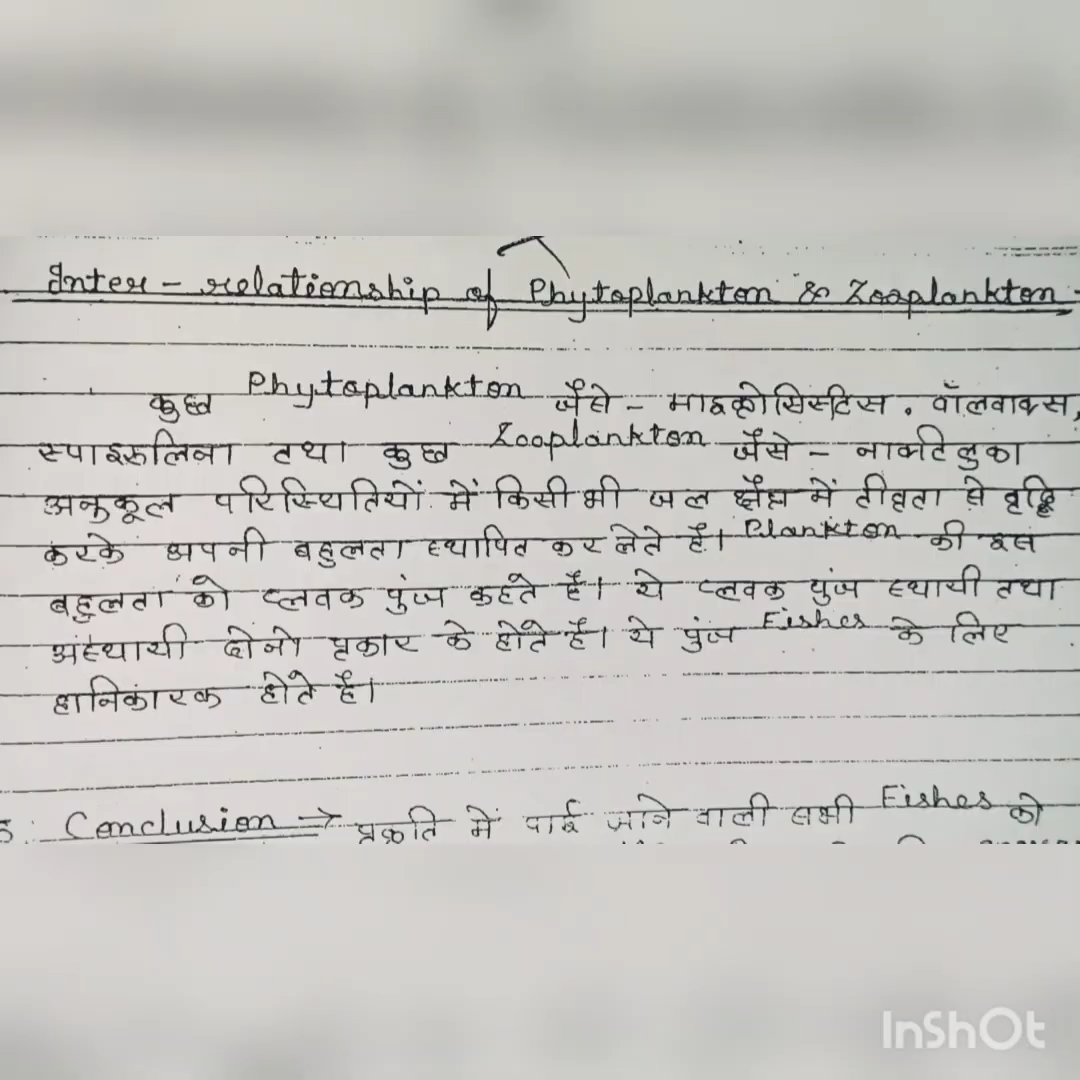 Inter - relationship of Phytoplankton & Zooplankton -
कुछ Phytoplankton जैसे - माइक्रोसिस्टिस, वॉलवाक्स,
स्पाइरुलिना तथा कुछ Zooplankton जैसे - नाकटिलुका
अनुकूल परिस्थितियों में किसी भी जल क्षेत्र में तीव्रता से वृद्धि
करके अपनी बहुलता स्थापित कर लेते हैं। Plankton की इस
बहुलता को प्लवक पुंज कहते हैं। ये प्लवक पुंज स्थायी तथा
अस्थायी दोनो प्रकार के होते हैं। ये पुंज Fishes के लिए
हानिकारक होते हैं।
Conclusion → प्रकृति में पाई जाने वाली सभी Fishes को
InShOt